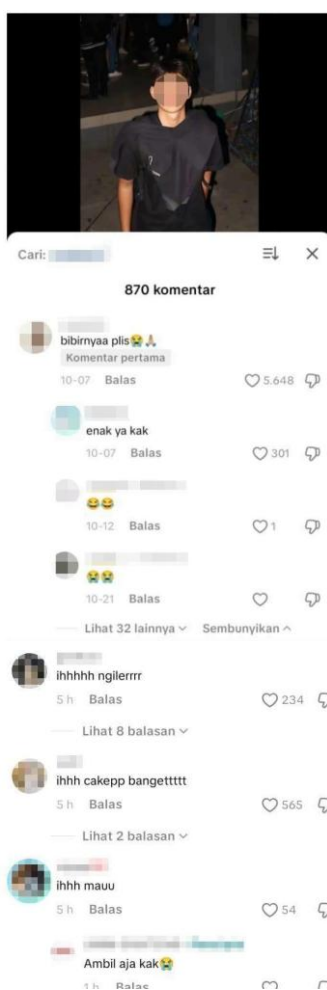 Cari:
870 komentar
bibirnyaa plis😭🙏🏼
Komentar pertama
10-07 Balas 5.648
enak ya kak
10-07 Balas 301
😂😂
10-12 Balas 1
😭😭
10-21 Balas
Lihat 32 lainnya Sembunyikan
ihhhhh ngilerrrr
5 h Balas 234
Lihat 8 balasan
ihhh cakepp bangettttt
5 h Balas 565
Lihat 2 balasan
ihhh mauu
5 h Balas 54
Ambil aja kak😭
1 h Balas